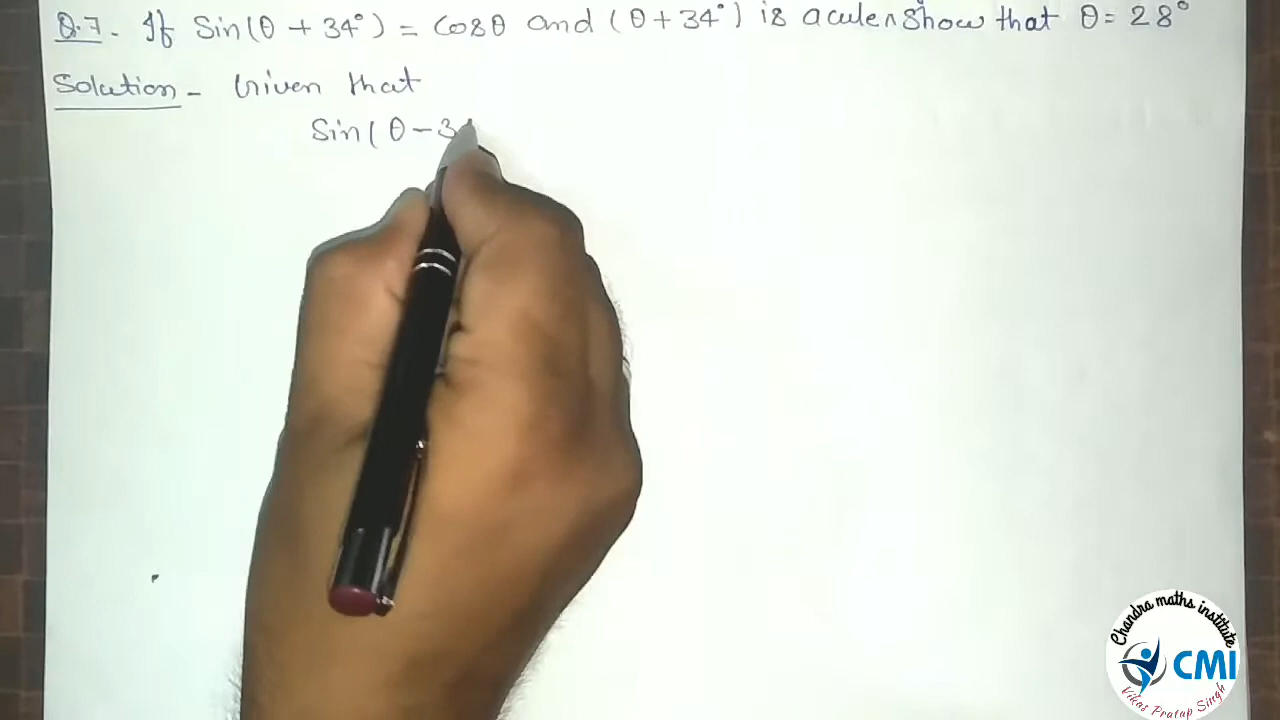 Q.7. If Sin(θ + 34°) = Cosθ and (θ + 34°) is acute show that θ = 28°
Solution - Given that
Sin( θ - 3
Chandra maths institute
CMI
Vikas Pratap Singh